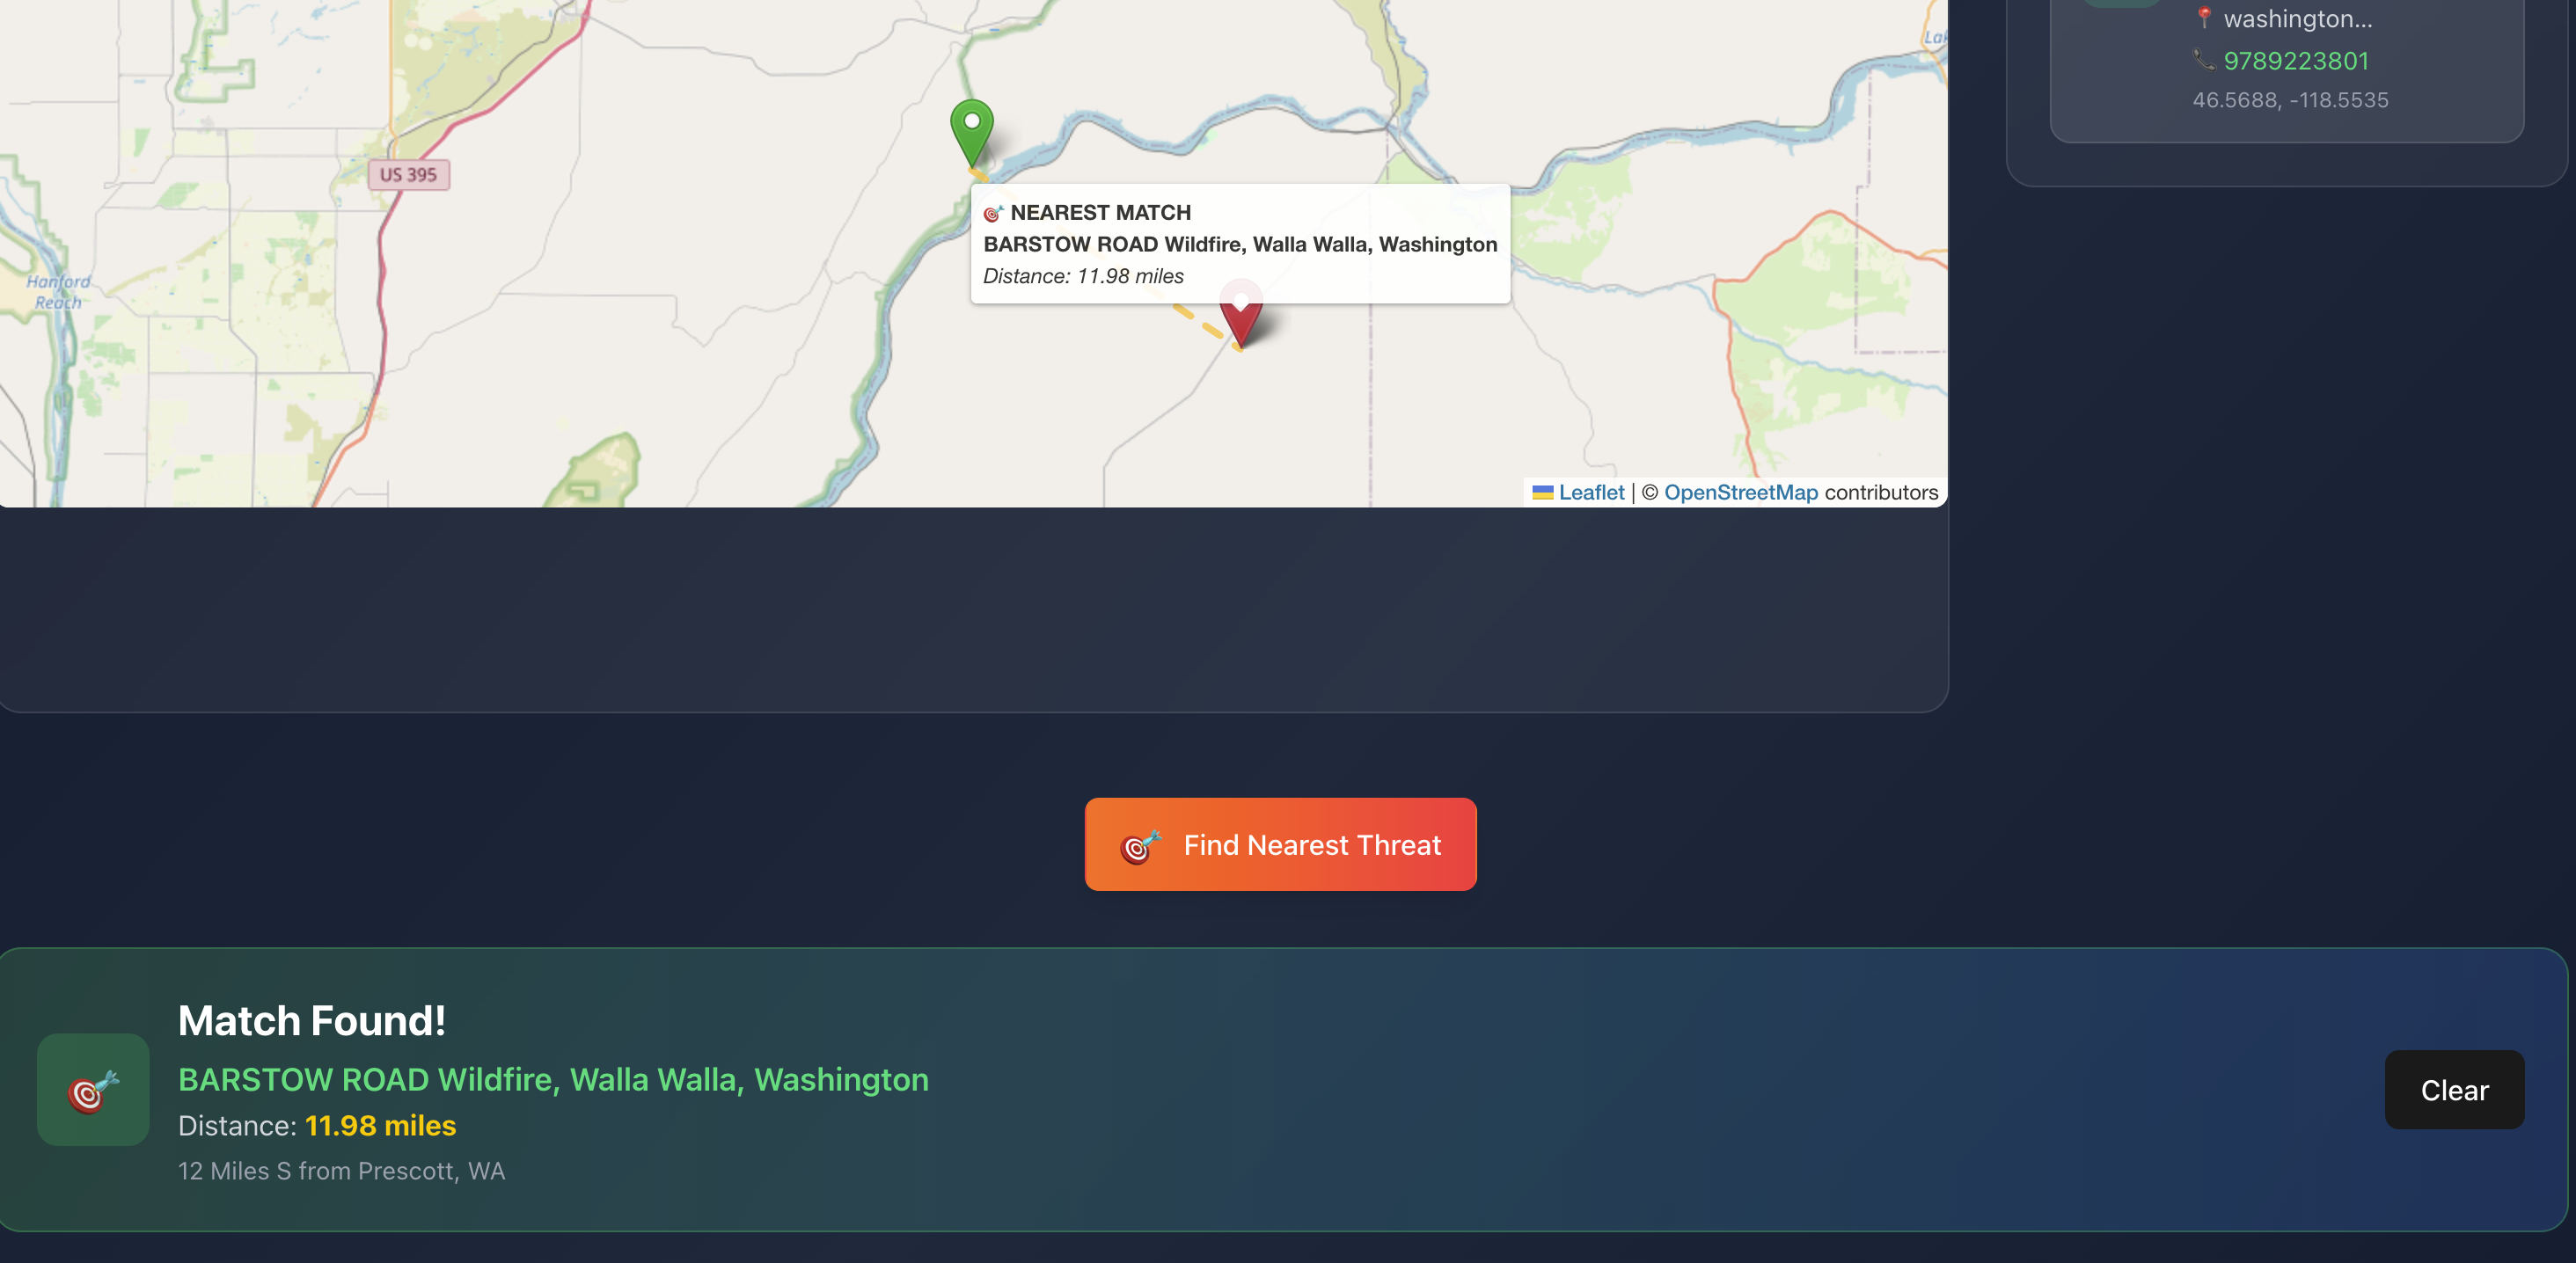 washington...
9789223801
46.5688, -118.5535
US 395
Hanford
Reach
NEAREST MATCH
BARSTOW ROAD Wildfire, Walla Walla, Washington
Distance: 11.98 miles
Leaflet | © OpenStreetMap contributors
Find Nearest Threat
Match Found!
BARSTOW ROAD Wildfire, Walla Walla, Washington
Distance: 11.98 miles
12 Miles S from Prescott, WA
Clear